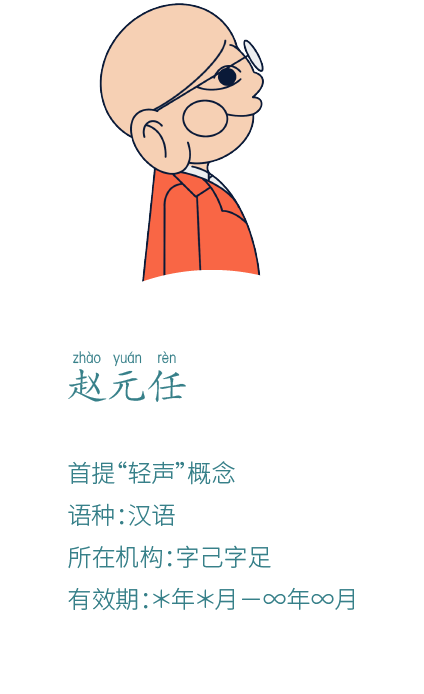 zhào yuán rèn
赵元任
首提“轻声”概念
语种：汉语
所在机构：字己字足
有效期：＊年＊月－∞年∞月